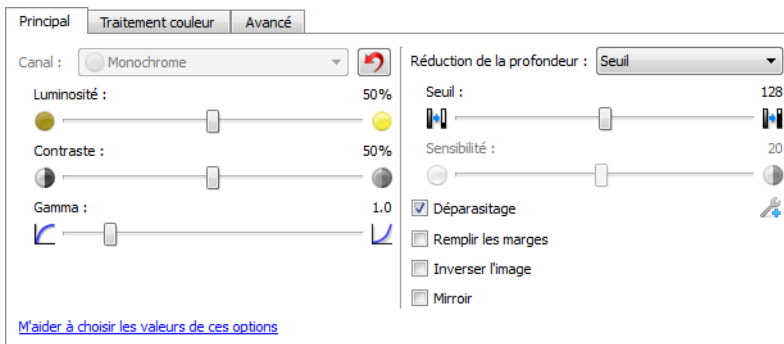 Principal Traitement couleur Avancé
Canal : Monochrome
Luminosité : 50%
Contraste : 50%
Gamma : 1.0
M'aider à choisir les valeurs de ces options
Réduction de la profondeur : Seuil
Seuil : 128
Sensibilité : 20
Déparasitage
Remplir les marges
Inverser l'image
Mirroir